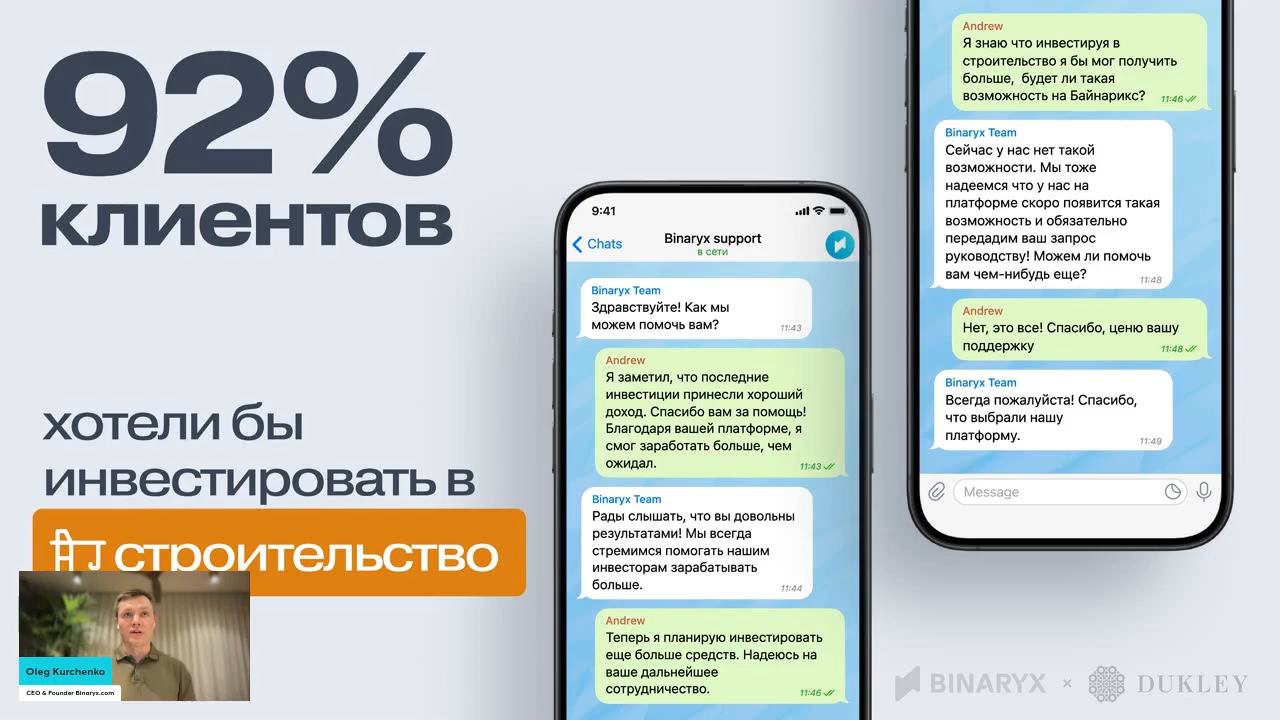 92%
клиентов
хотели бы
инвестировать в
строительство
Oleg Kurchenko
CEO & Founder Binaryx.com
9:41
Chats
Binaryx support
в сети
Binaryx Team
Здравствуйте! Как мы
можем помочь вам?
11:43
Andrew
Я заметил, что последние
инвестиции принесли хороший
доход. Спасибо вам за помощь!
Благодаря вашей платформе, я
смог заработать больше, чем
ожидал.
11:43
Binaryx Team
Рады слышать, что вы довольны
результатами! Мы всегда
стремимся помогать нашим
инвесторам зарабатывать
больше.
11:44
Andrew
Теперь я планирую инвестировать
еще больше средств. Надеюсь на
ваше дальнейшее
сотрудничество.
11:46
Andrew
Я знаю что инвестируя в
строительство я бы мог получить
больше, будет ли такая
возможность на Байнарикс?
11:46
Binaryx Team
Сейчас у нас нет такой
возможности. Мы тоже
надеемся что у нас на
платформе скоро появится такая
возможность и обязательно
передадим ваш запрос
руководству! Можем ли помочь
вам чем-нибудь еще?
11:48
Andrew
Нет, это все! Спасибо, ценю вашу
поддержку
11:48
Binaryx Team
Всегда пожалуйста! Спасибо,
что выбрали нашу
платформу.
11:49
Message
BINARYX × DUKLEY